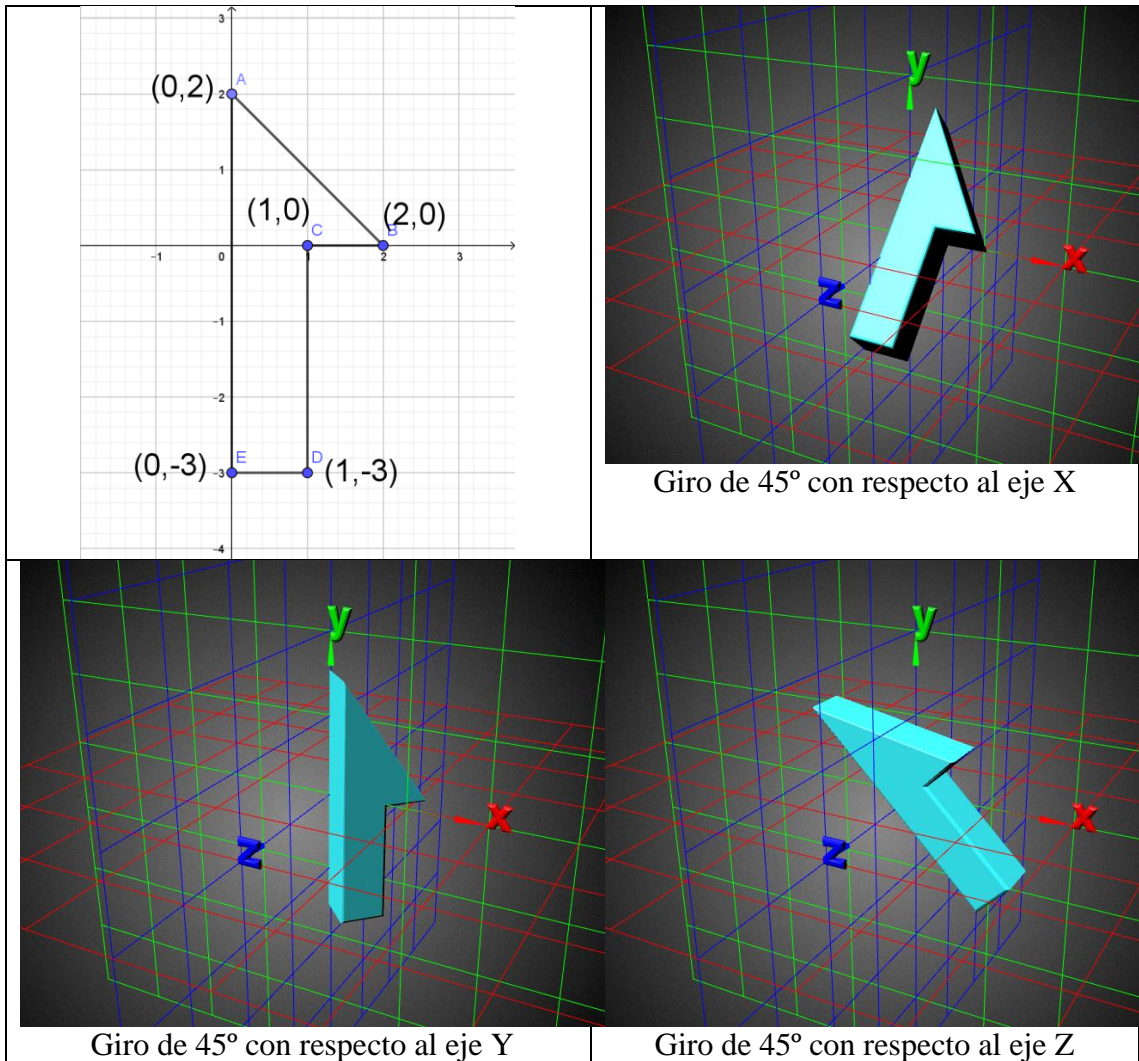 3
A
(0,2)
2
1
(1,0)
(2,0)
C
B
-1
0
1
2
3
-1
-2
E
D
(0,-3)
-3
(1,-3)
-4
y
x
z
Giro de 45º con respecto al eje X
y
x
z
Giro de 45º con respecto al eje Y
y
x
z
Giro de 45º con respecto al eje Z